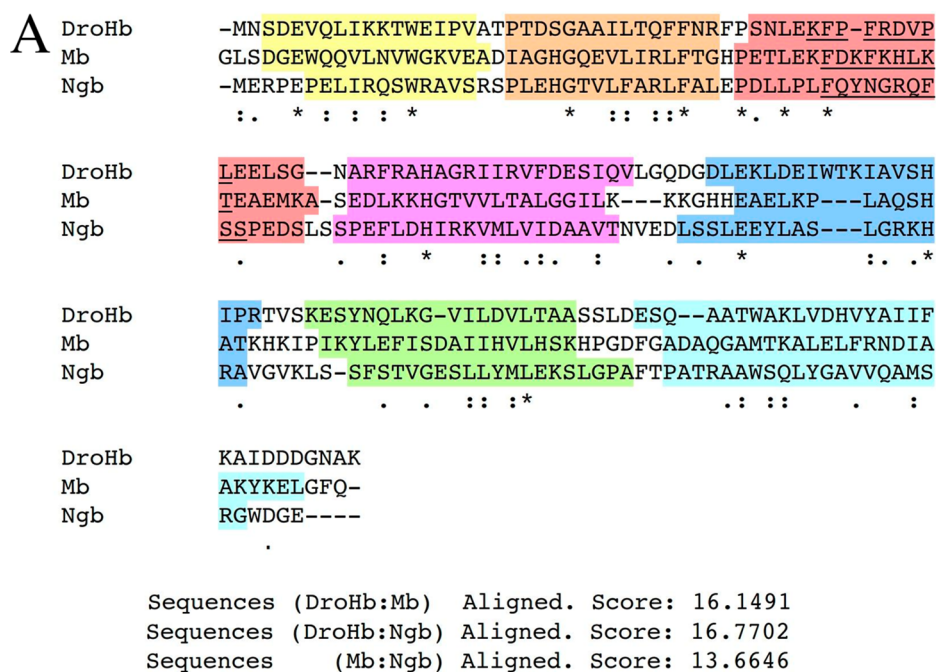 A
DroHb -MNSDEVQLIKKTWEIPVATPTDSGAAILTQFFNRFPSNLEKFP-FRDVP
Mb GLSDGEWQQVLNVWGKVEADIAGHGQEVLIRLFTGHPETLEKFDKFKHLK
Ngb -MERPEPELIRQSWRAVSRSPLEHGTVLFARLFALEPDLLPLFQYNGRQF
:. * : : : * * :: ::* *. * *
DroHb LEELSG--NARFRAHAGRIIRVFDESIQVLGQDGDLEKLDEIWTKIAVSH
Mb TEAEMKA-SEDLKKHGTVVLTALGGILK---KKGHHEAELKP---LAQSH
Ngb SSPEDSLSSPEFLDHIRKVMLVIDAAVTNVEDLSSLEEYLAS---LGRKH
. . : * :: .:. : . . * :. .*
DroHb IPRTVSKESYNQLKG-VILDVLTAASSLDESQ--AATWAKLVDHVYAIIF
Mb ATKHKIPIKYLEFISDAIIHVLHSKHPGDFGADAQGAMTKALELFRNDIA
Ngb RAVGVKLS-SFSTVGESLLYMLEKSLGPAFTPATRAAWSQLYGAVVQAMS
. . . :: :* .: :: . :
DroHb KAIDDDGNAK
Mb AKYKELGFQ-
Ngb RGWDGE----
.
Sequences (DroHb:Mb) Aligned. Score: 16.1491
Sequences (DroHb:Ngb) Aligned. Score: 16.7702
Sequences (Mb:Ngb) Aligned. Score: 13.6646